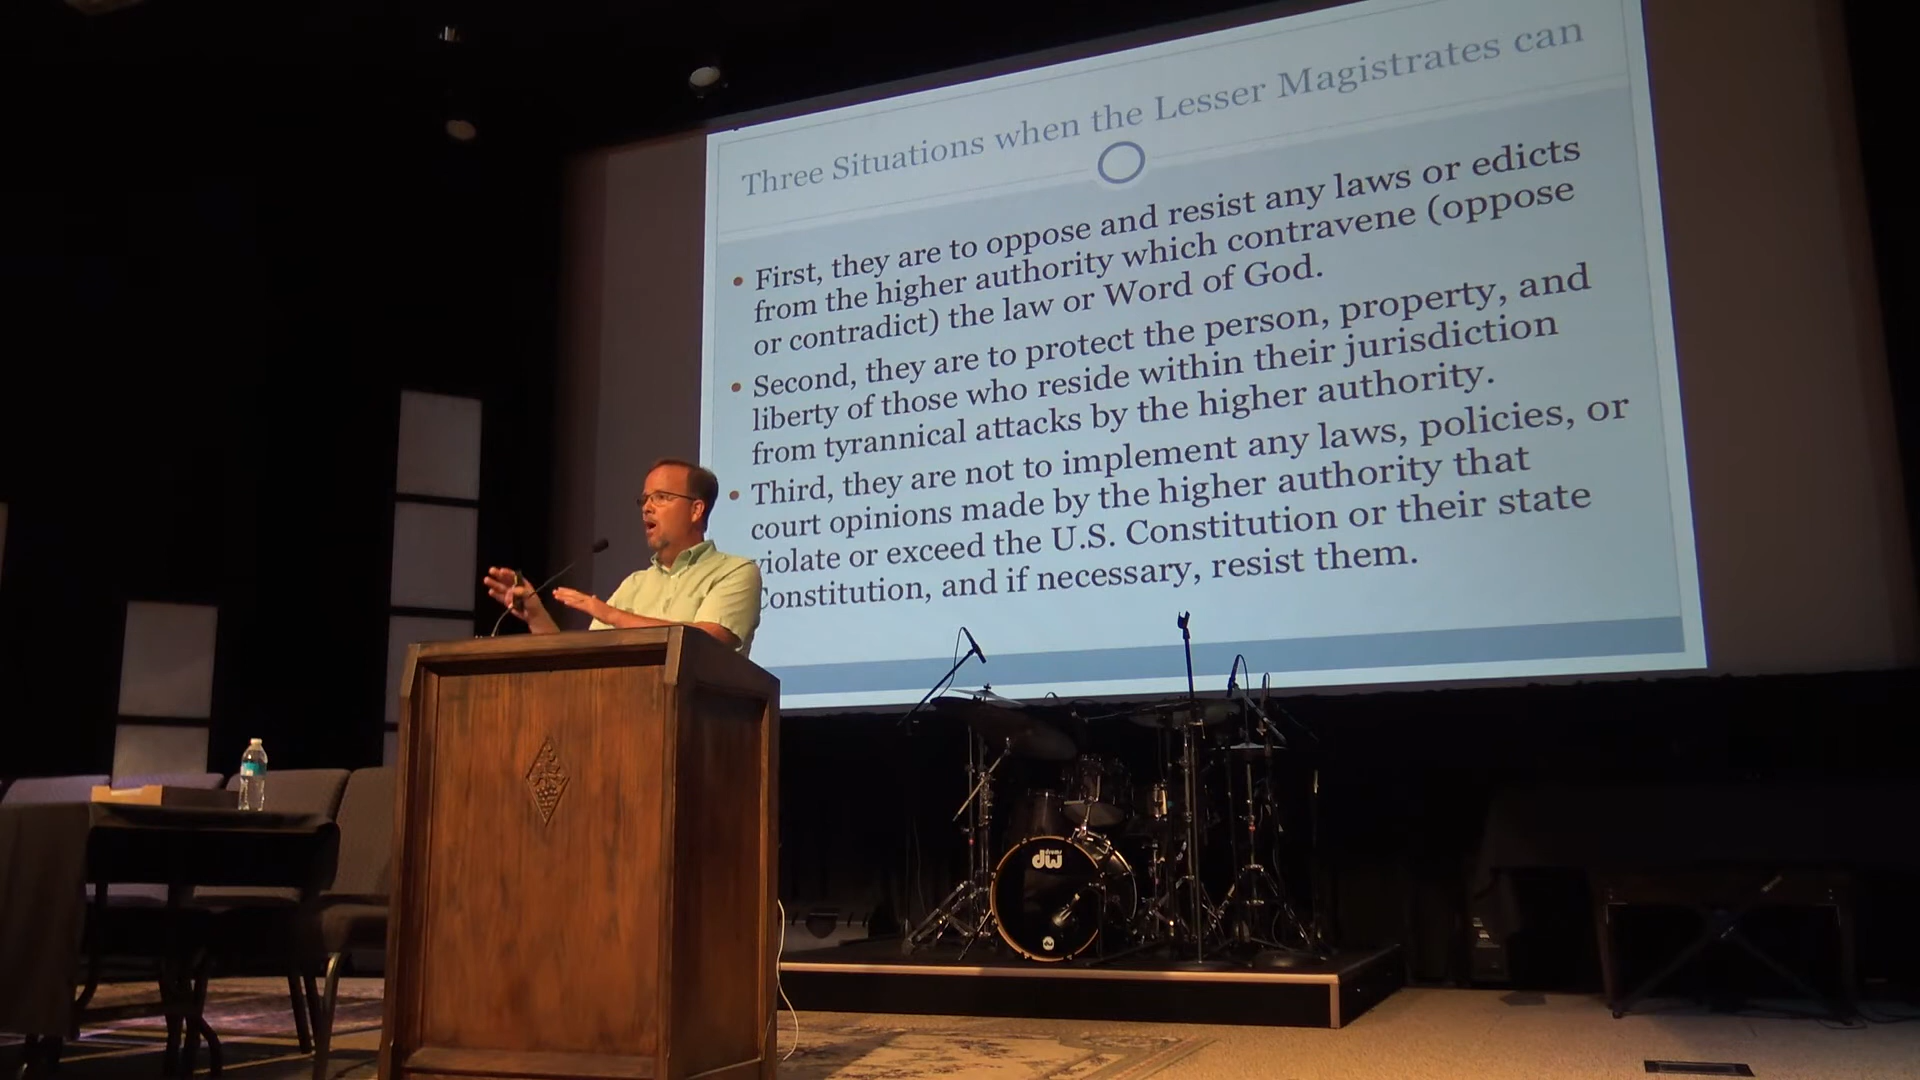 Three Situations when the Lesser Magistrates can
• First, they are to oppose and resist any laws or edicts
from the higher authority which contravene (oppose
or contradict) the law or Word of God.
• Second, they are to protect the person, property, and
liberty of those who reside within their jurisdiction
from tyrannical attacks by the higher authority.
• Third, they are not to implement any laws, policies, or
court opinions made by the higher authority that
violate or exceed the U.S. Constitution or their state
Constitution, and if necessary, resist them.
dw
drums
dw